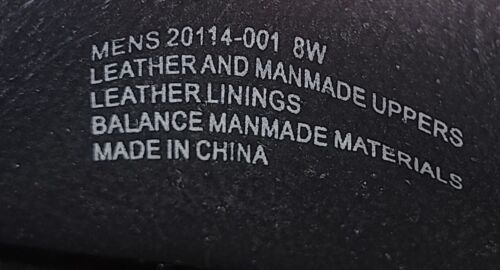 MENS 20114-001 8W
LEATHER AND MANMADE UPPERS
LEATHER LININGS
BALANCE MANMADE MATERIALS
MADE IN CHINA